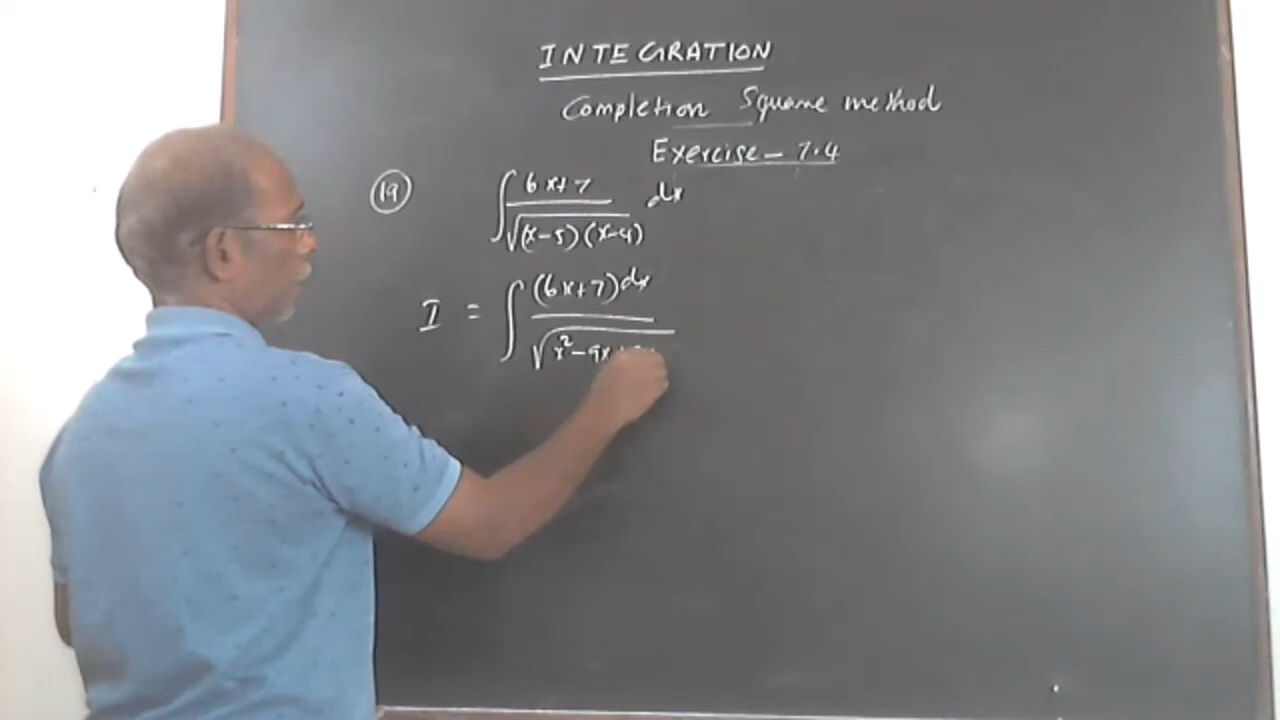 INTEGRATION
Completion Square method
Exercise - 7.4
(19) ∫ 6x+7 / √(x-5)(x-4) dx
I = ∫ (6x+7)dx / √x²-9x+